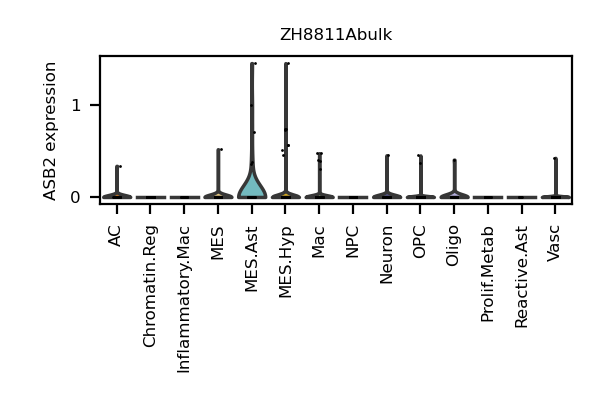 ZH8811Abulk
ASB2 expression
1
0
AC
Chromatin.Reg
Inflammatory.Mac
MES
MES.Ast
MES.Hyp
Mac
NPC
Neuron
OPC
Oligo
Prolif.Metab
Reactive.Ast
Vasc